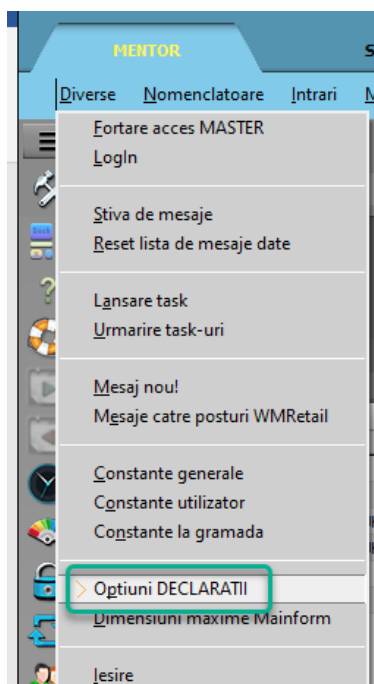 MENTOR
Diverse Nomenclatoare Intrari
Fortare acces MASTER
LogIn
Stiva de mesaje
Reset lista de mesaje date
Lansare task
Urmarire task-uri
Mesaj nou!
Mesaje catre posturi WMRetail
Constante generale
Constante utilizator
Constante la gramada
Optiuni DECLARATII
Dimensiuni maxime Mainform
Iesire